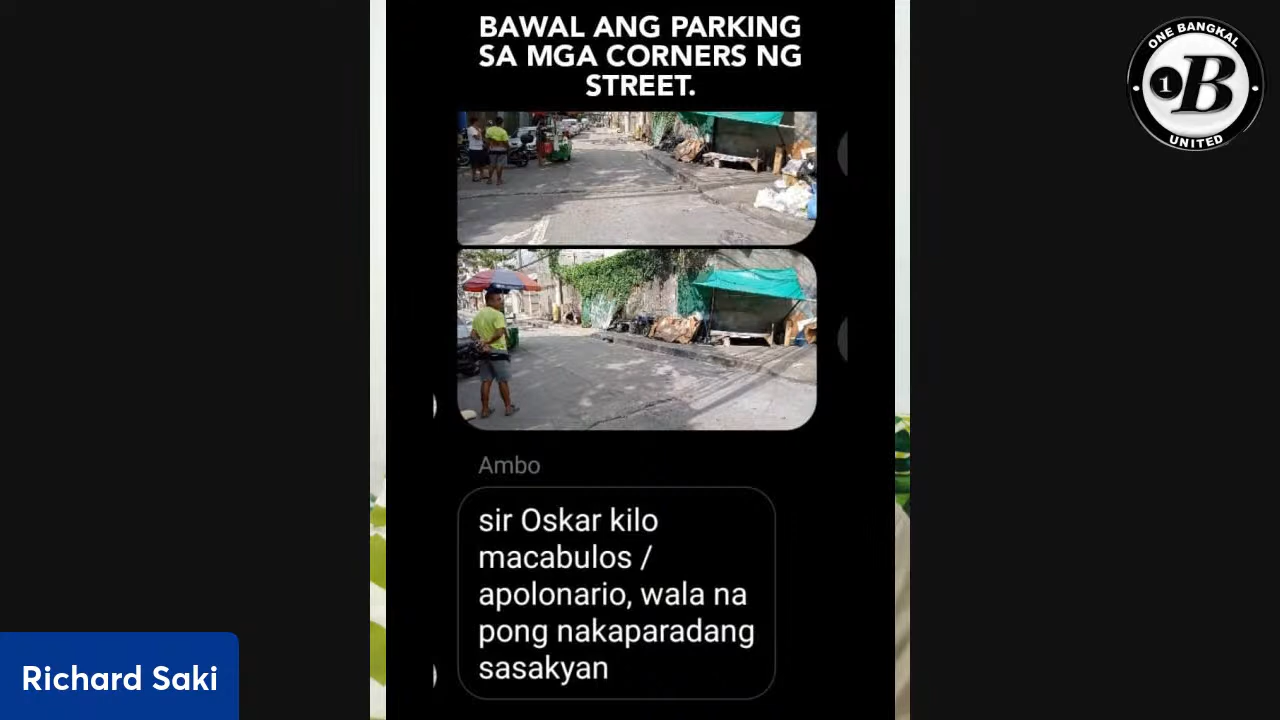 BAWAL ANG PARKING
SA MGA CORNERS NG
STREET.
ONE BANGKAL
1B
UNITED
Ambo
sir Oskar kilo
macabulos /
apolonario, wala na
pong nakaparadang
sasakyan
Richard Saki